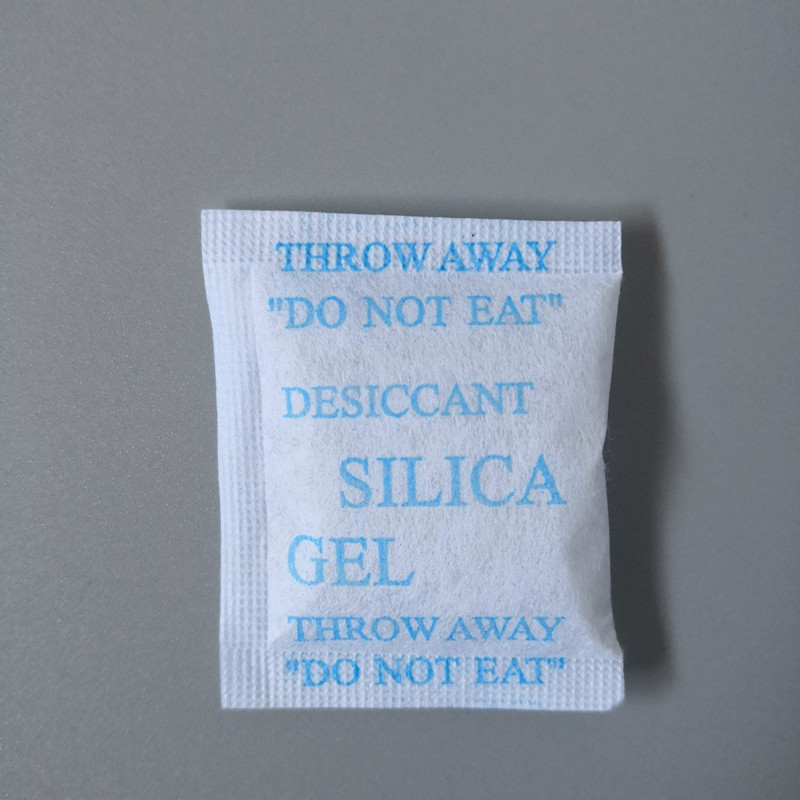 THROW AWAY
"DO NOT EAT"
DESICCANT
SILICA
GEL
THROW AWAY
"DO NOT EAT"